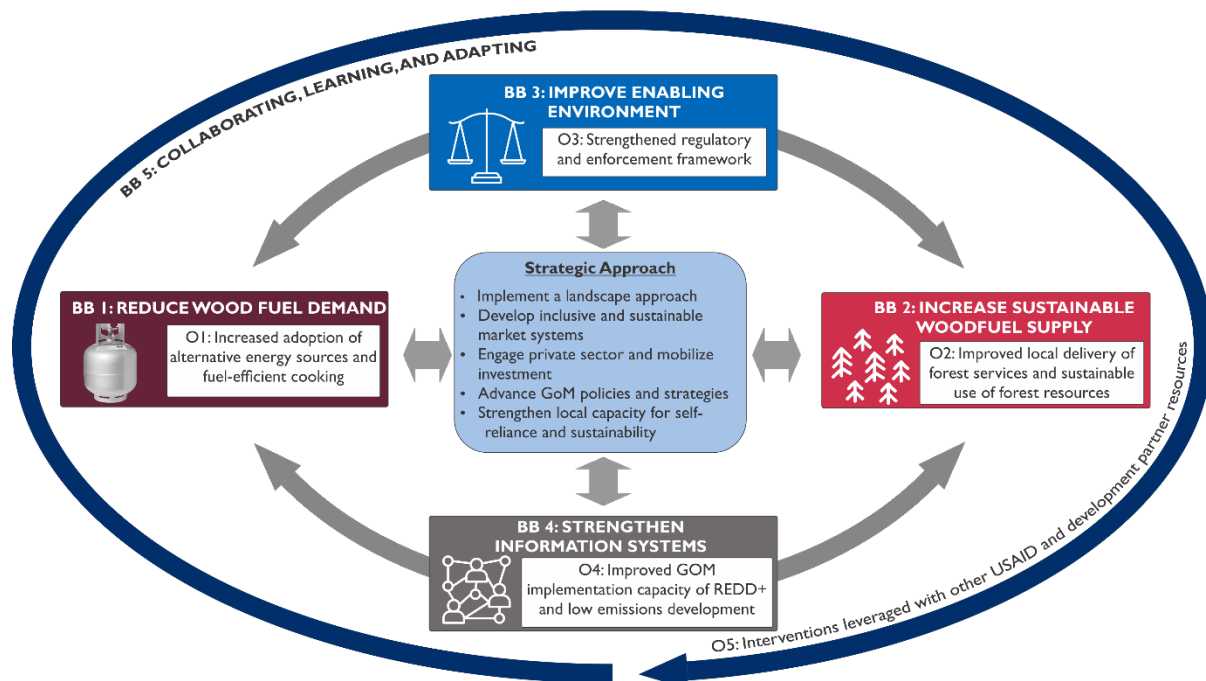 BB 5: COLLABORATING, LEARNING, AND ADAPTING
BB 3: IMPROVE ENABLING
ENVIRONMENT
O3: Strengthened regulatory
and enforcement framework
BB 1: REDUCE WOOD FUEL DEMAND
O1: Increased adoption of
alternative energy sources and
fuel-efficient cooking
Strategic Approach
• Implement a landscape approach
• Develop inclusive and sustainable
market systems
• Engage private sector and mobilize
investment
• Advance GoM policies and strategies
• Strengthen local capacity for self-
reliance and sustainability
BB 2: INCREASE SUSTAINABLE
WOODFUEL SUPPLY
O2: Improved local delivery of
forest services and sustainable
use of forest resources
BB 4: STRENGTHEN
INFORMATION SYSTEMS
O4: Improved GOM
implementation capacity of REDD+
and low emissions development
O5: Interventions leveraged with other USAID and development partner resources